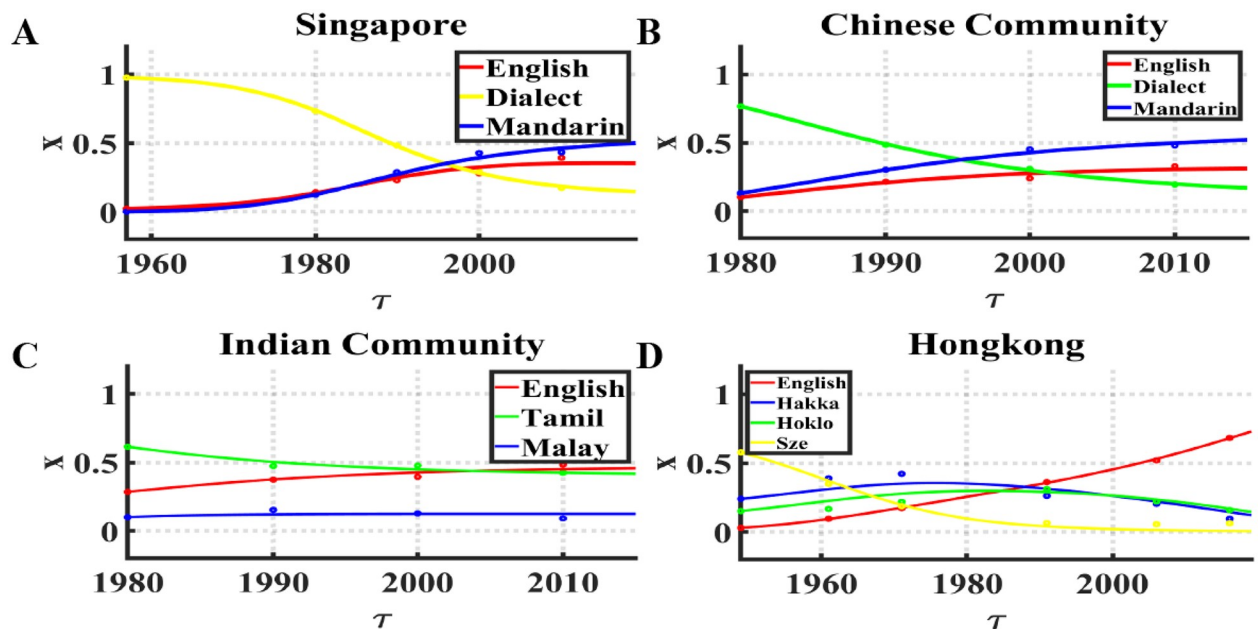 A
Singapore
English
Dialect
Mandarin
1
0.5
0
x
1960
1980
2000
τ
B
Chinese Community
English
Dialect
Mandarin
1
0.5
0
x
1980
1990
2000
2010
τ
C
Indian Community
English
Tamil
Malay
1
0.5
0
x
1980
1990
2000
2010
τ
D
Hongkong
English
Hakka
Hoklo
Sze
1
0.5
0
x
1960
1980
2000
τ